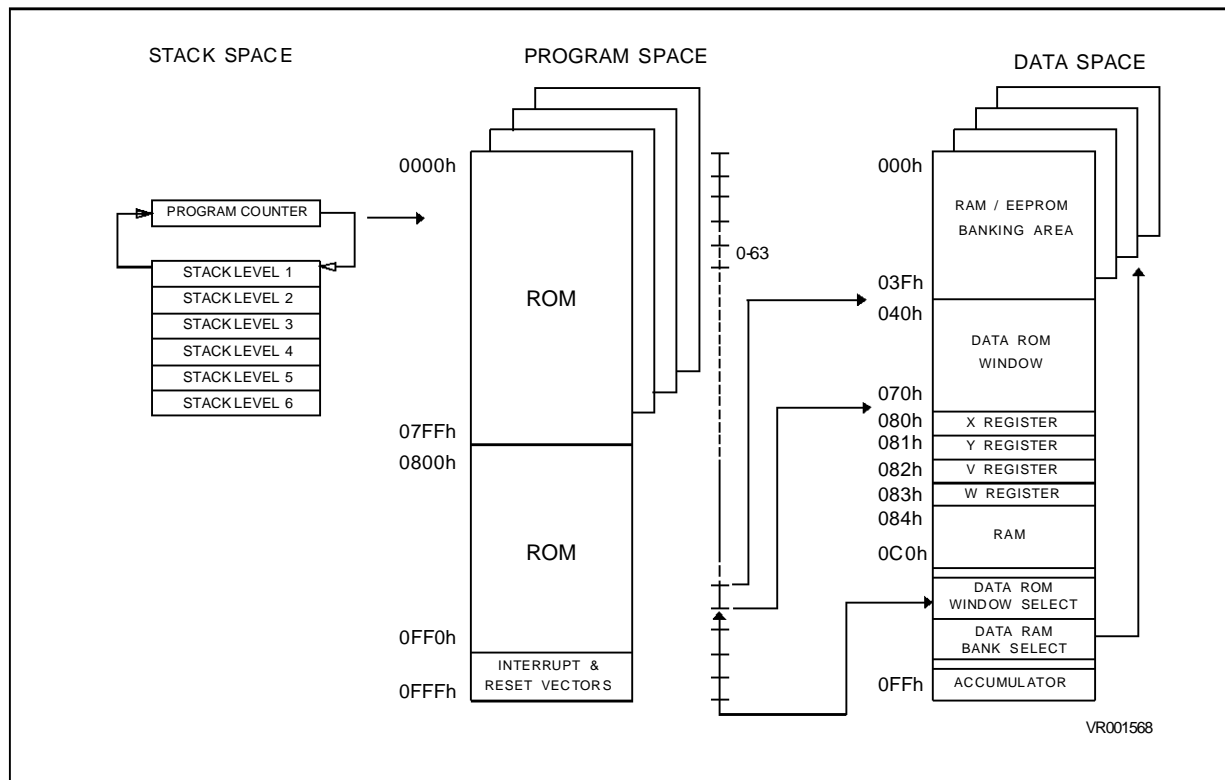 STACK SPACE
PROGRAM COUNTER
STACK LEVEL 1
STACK LEVEL 2
STACK LEVEL 3
STACK LEVEL 4
STACK LEVEL 5
STACK LEVEL 6
PROGRAM SPACE
0000h
ROM
07FFh
0800h
ROM
0FF0h
INTERRUPT &
RESET VECTORS
0FFFh
0-63
DATA SPACE
000h
RAM / EEPROM
BANKING AREA
03Fh
040h
DATA ROM
WINDOW
070h
080h
X REGISTER
081h
Y REGISTER
082h
V REGISTER
083h
W REGISTER
084h
RAM
0C0h
DATA ROM
WINDOW SELECT
DATA RAM
BANK SELECT
0FFh
ACCUMULATOR
VR001568